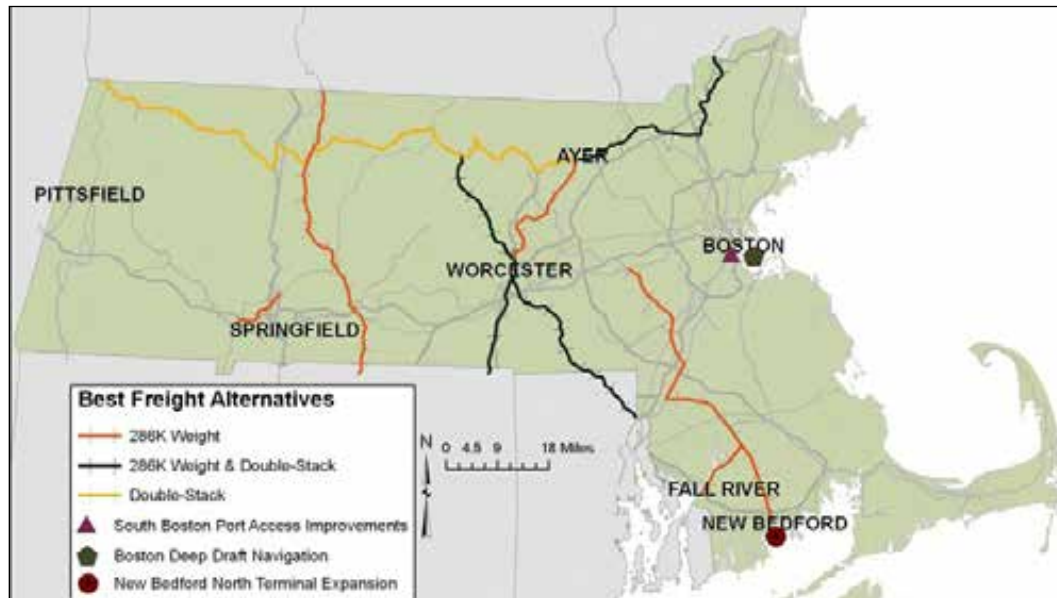 AYER
PITTSFIELD
BOSTON
WORCESTER
SPRINGFIELD
Best Freight Alternatives
286K Weight
286K Weight & Double-Stack
Double-Stack
South Boston Port Access Improvements
Boston Deep Draft Navigation
New Bedford North Terminal Expansion
N
0 4.5 9 18 Miles
FALL RIVER
NEW BEDFORD